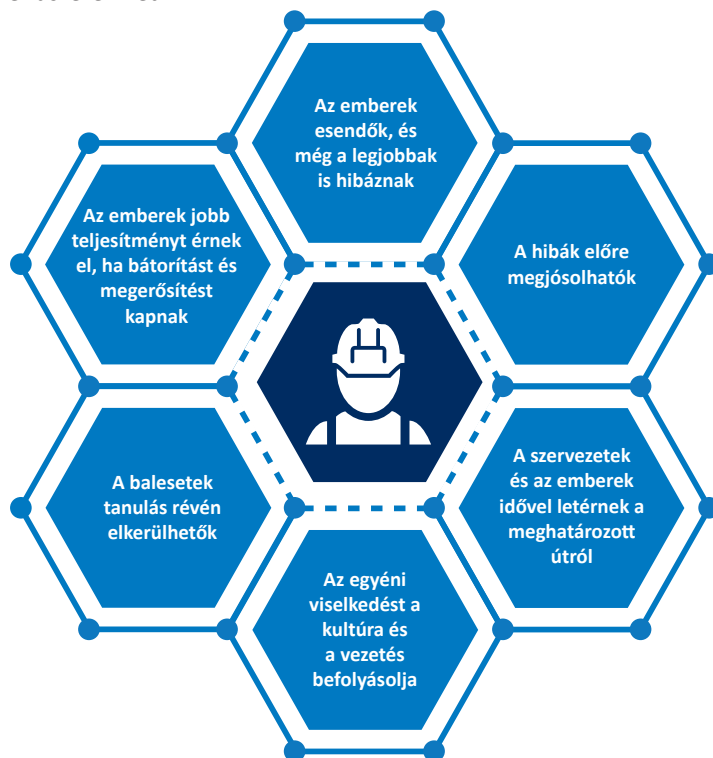 Az emberek
esendők, és
még a legjobbak
is hibáznak
A hibák előre
megjósolhatók
A szervezetek
és az emberek
idővel letérnek a
meghatározott
útról
Az egyéni
viselkedést a
kultúra és
a vezetés
befolyásolja
A balesetek
tanulás révén
elkerülhetők
Az emberek jobb
teljesítményt érnek
el, ha bátorítást és
megerősítést
kapnak